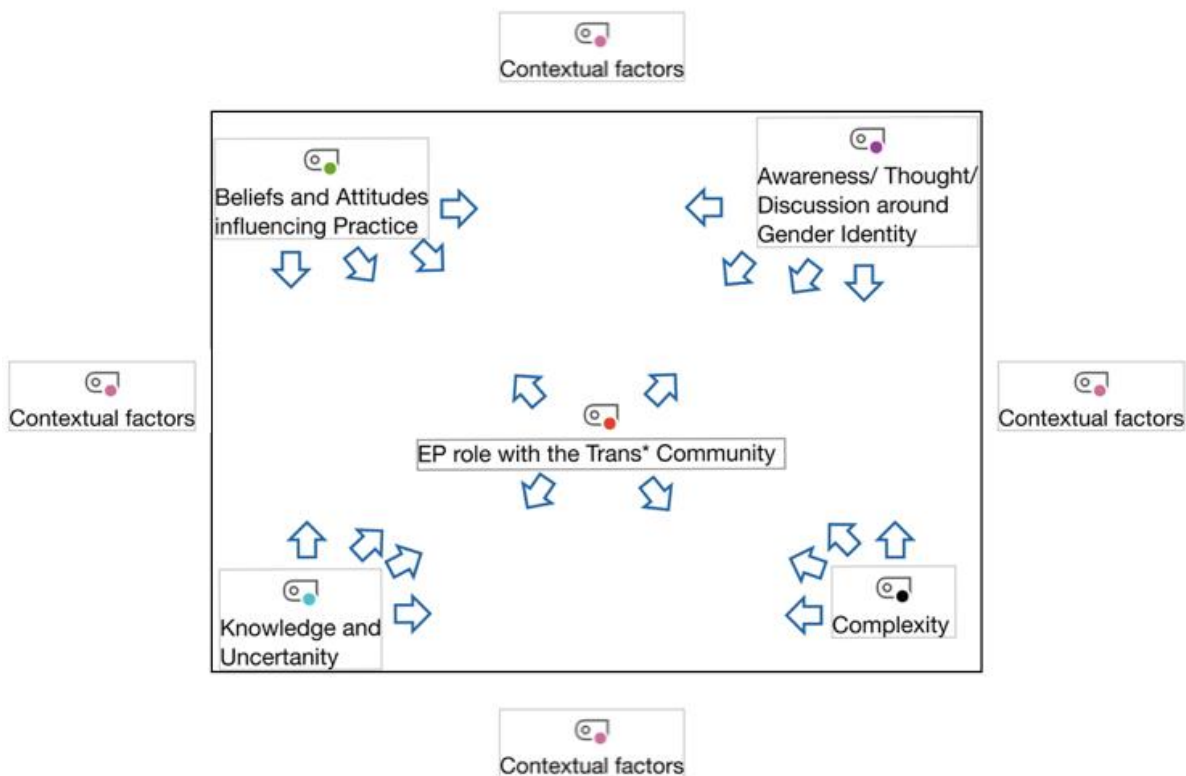 Contextual factors
Beliefs and Attitudes
influencing Practice
Awareness/ Thought/
Discussion around
Gender Identity
Contextual factors
Contextual factors
EP role with the Trans* Community
Knowledge and
Uncertanity
Complexity
Contextual factors